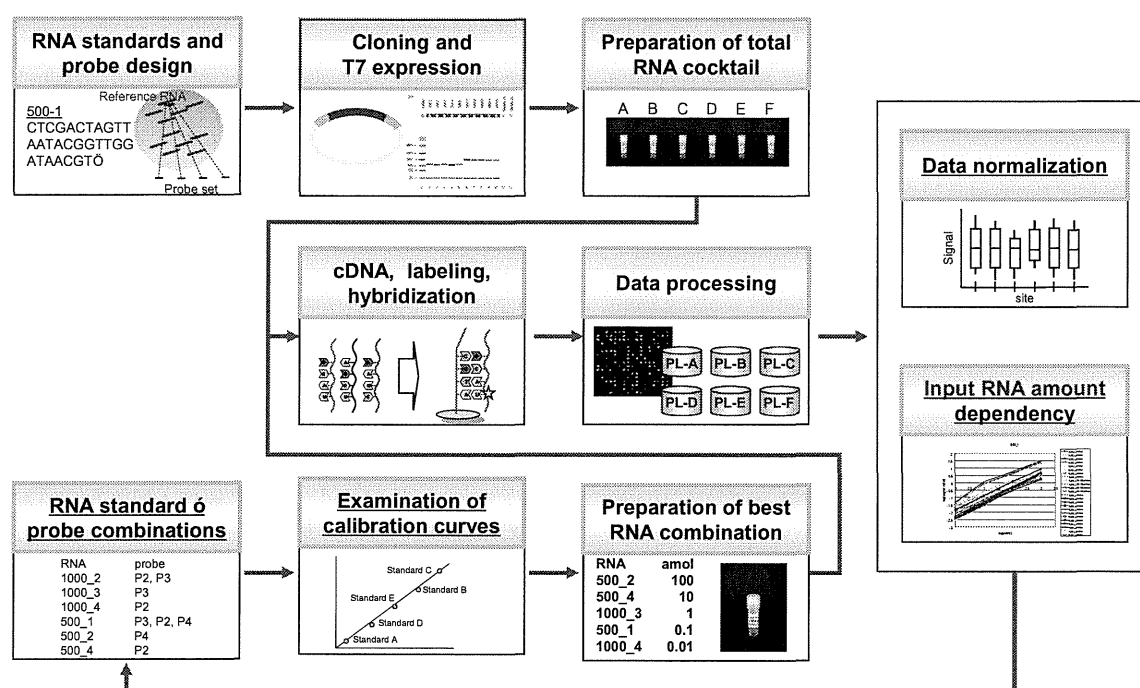 RNA standards and
probe design
Reference RNA
500-1
CTCGACTAGTT
AATACGGTTGG
ATAACGTÖ
Probe set
Cloning and
T7 expression
Preparation of total
RNA cocktail
A B C D E F
cDNA, labeling,
hybridization
Data processing
PL-A PL-B PL-C
PL-D PL-E PL-F
Data normalization
Signal
site
Input RNA amount
dependency
RNA standard ó
probe combinations
RNA probe
1000_2 P2, P3
1000_3 P3
1000_4 P2
500_1 P3, P2, P4
500_2 P4
500_4 P2
Examination of
calibration curves
Standard C
Standard B
Standard E
Standard D
Standard A
Preparation of best
RNA combination
RNA amol
500_2 100
500_4 10
1000_3 1
500_1 0.1
1000_4 0.01